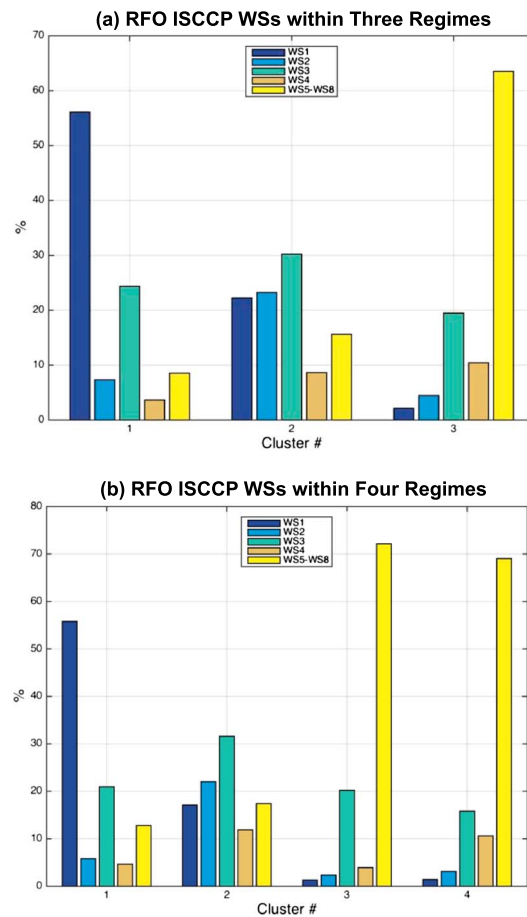 (a) RFO ISCCP WSs within Three Regimes
70
60
50
40
30
20
10
0
%
WS1
WS2
WS3
WS4
WS5-WS8
1
2
3
Cluster #
(b) RFO ISCCP WSs within Four Regimes
80
70
60
50
40
30
20
10
0
%
WS1
WS2
WS3
WS4
WS5-WS8
1
2
3
4
Cluster #